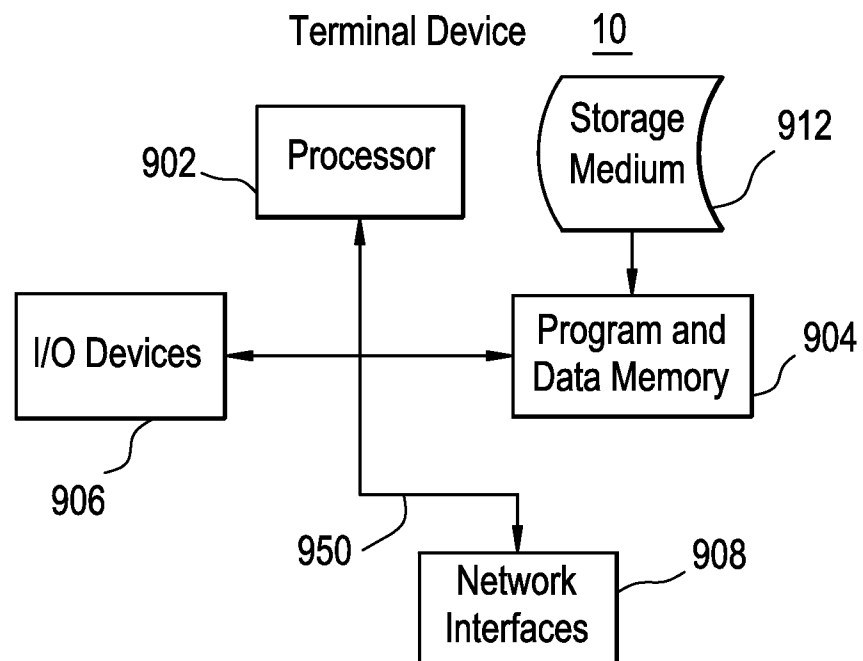 Terminal Device 10
Storage
Medium
912
Processor
902
I/O Devices
906
Program and
Data Memory
904
950
Network
Interfaces
908